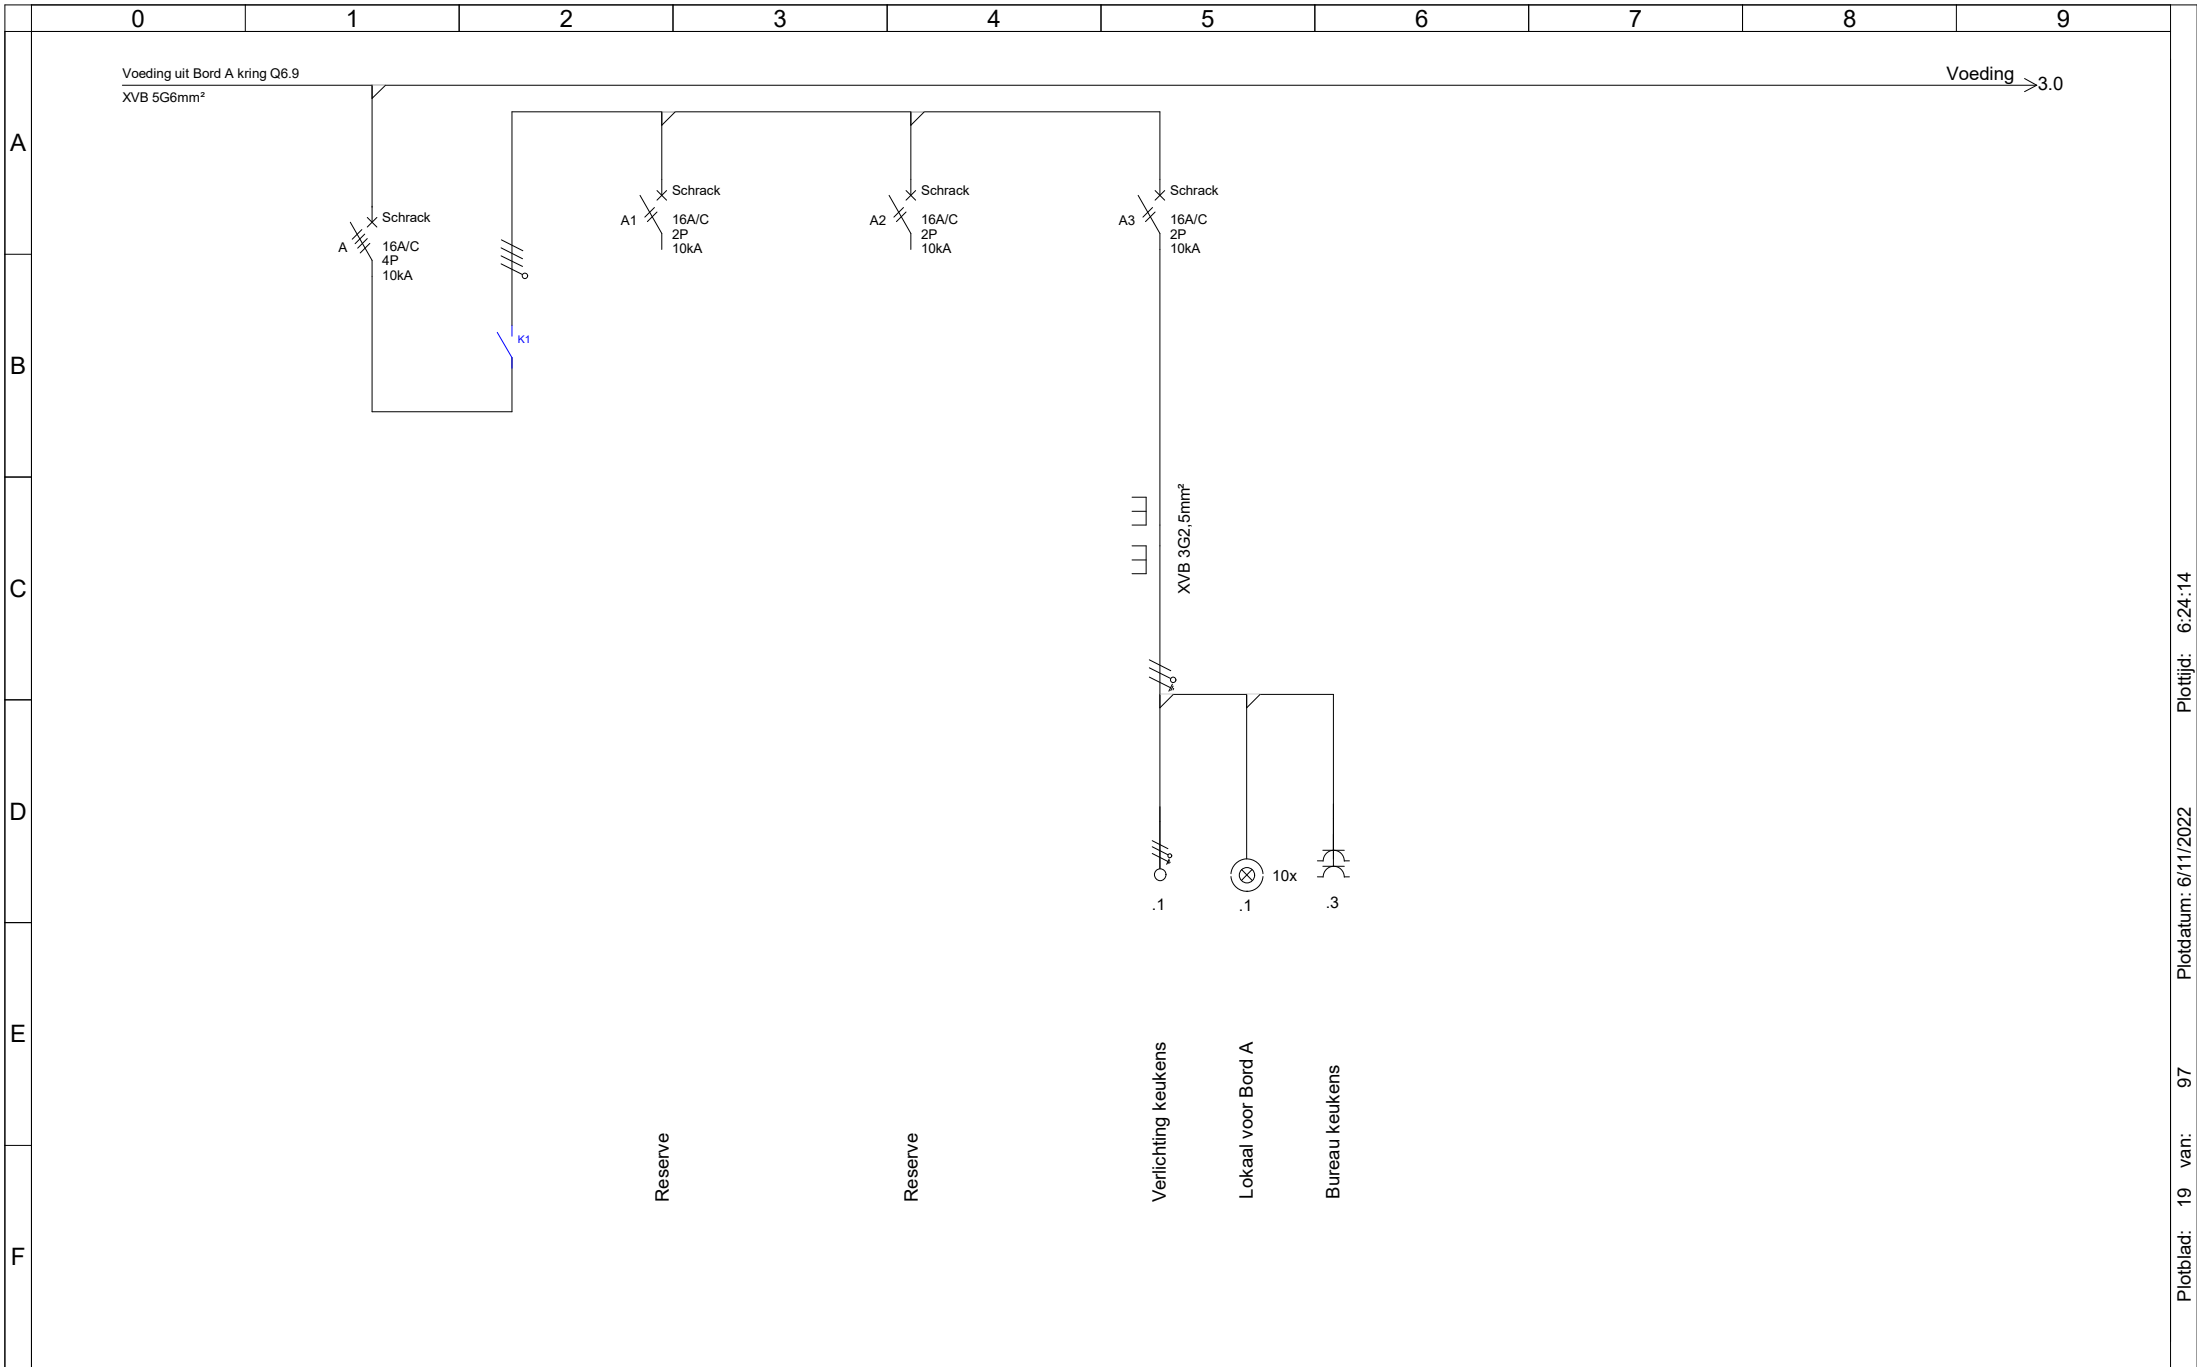 0 1 2 3 4 5 6 7 8 9
Voeding uit Bord A kring Q6.9
XVB 5G6mm²
Voeding
3.0
A
B
C
D
E
F
Schrack
A
16A/C
4P
10kA
K1
Schrack
A1
16A/C
2P
10kA
Schrack
A2
16A/C
2P
10kA
Schrack
A3
16A/C
2P
10kA
XVB 3G2,5mm²
10x
.1
.1
.3
Reserve
Reserve
Verlichting keukens
Lokaal voor Bord A
Bureau keukens
Plotblad: 19 van: 97 Plotdatum: 6/11/2022 Plottijd: 6:24:14